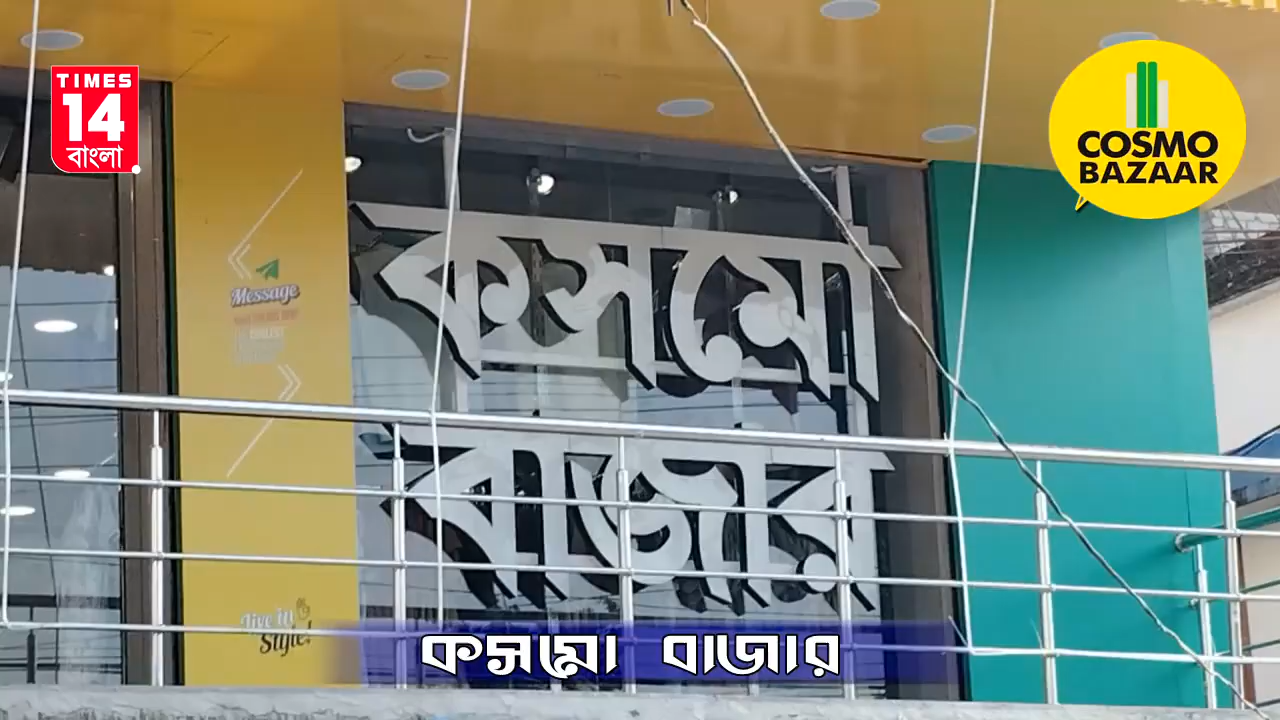 TIMES
14
বাংলা
COSMO
BAZAAR
কসমো
বাজার
Message
Live in
Style!
কসমো বাজার